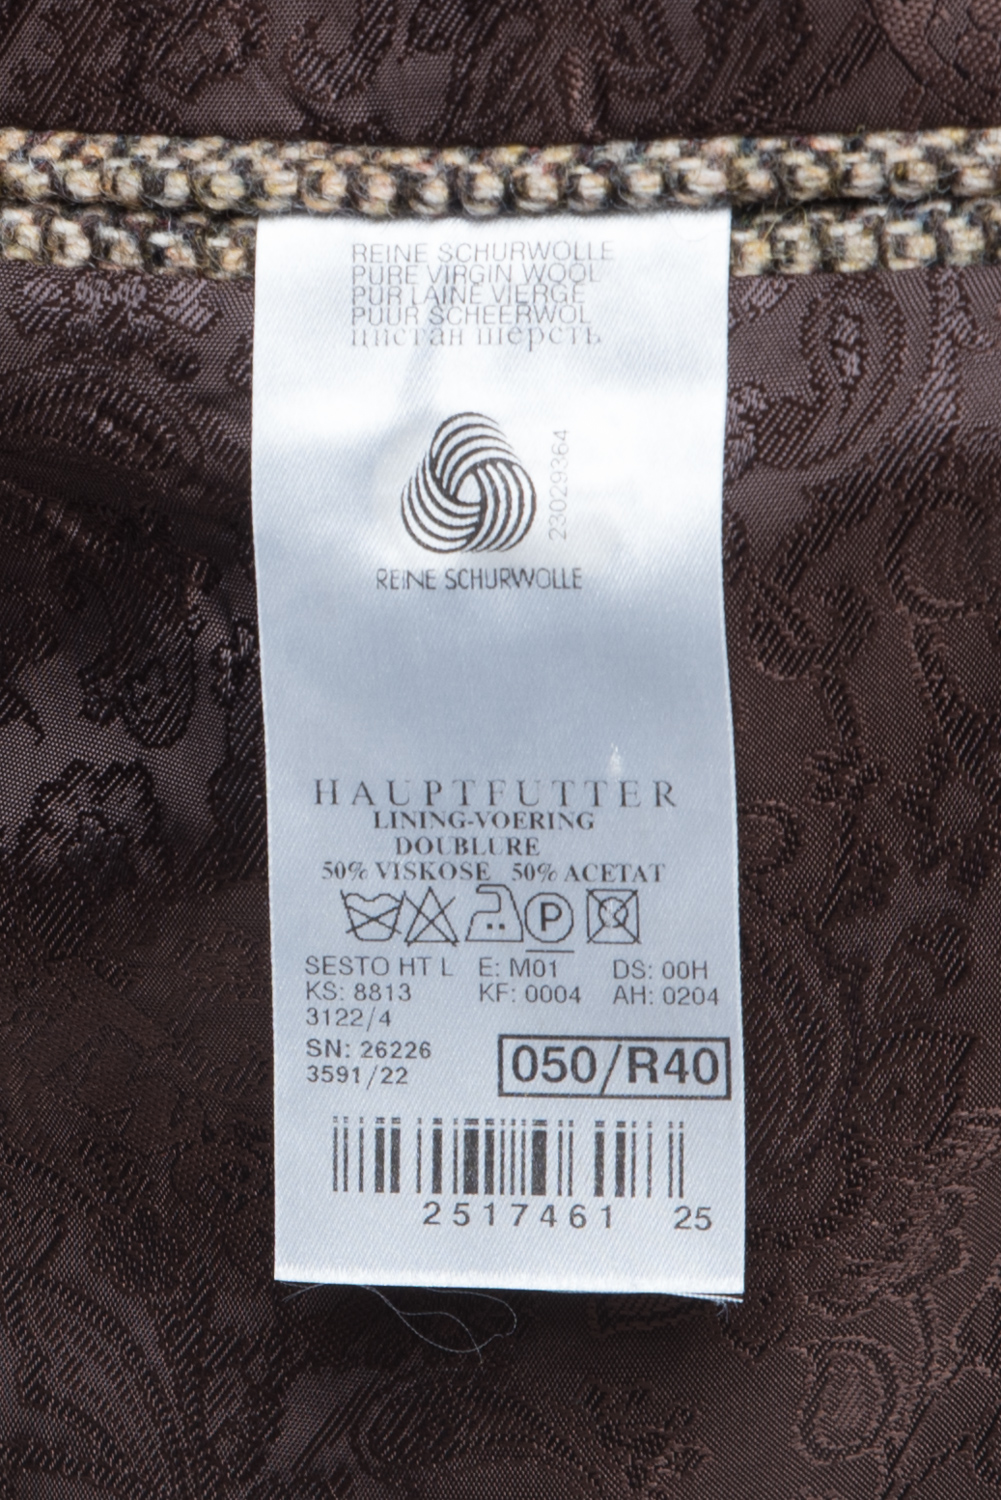 REINE SCHURWOLLE
PURE VIRGIN WOOL
PUR LAINE VIERGE
PUUR SCHEERWOL
цистан шерсть
23029364
REINE SCHURWOLLE
HAUPTFUTTER
LINING-VOERING
DOUBLURE
50% VISKOSE 50% ACETAT
P
SESTO HT L E: M01 DS: 00H
KS: 8813 KF: 0004 AH: 0204
3122/4
SN: 26226
3591/22
050/R40
2517461 25